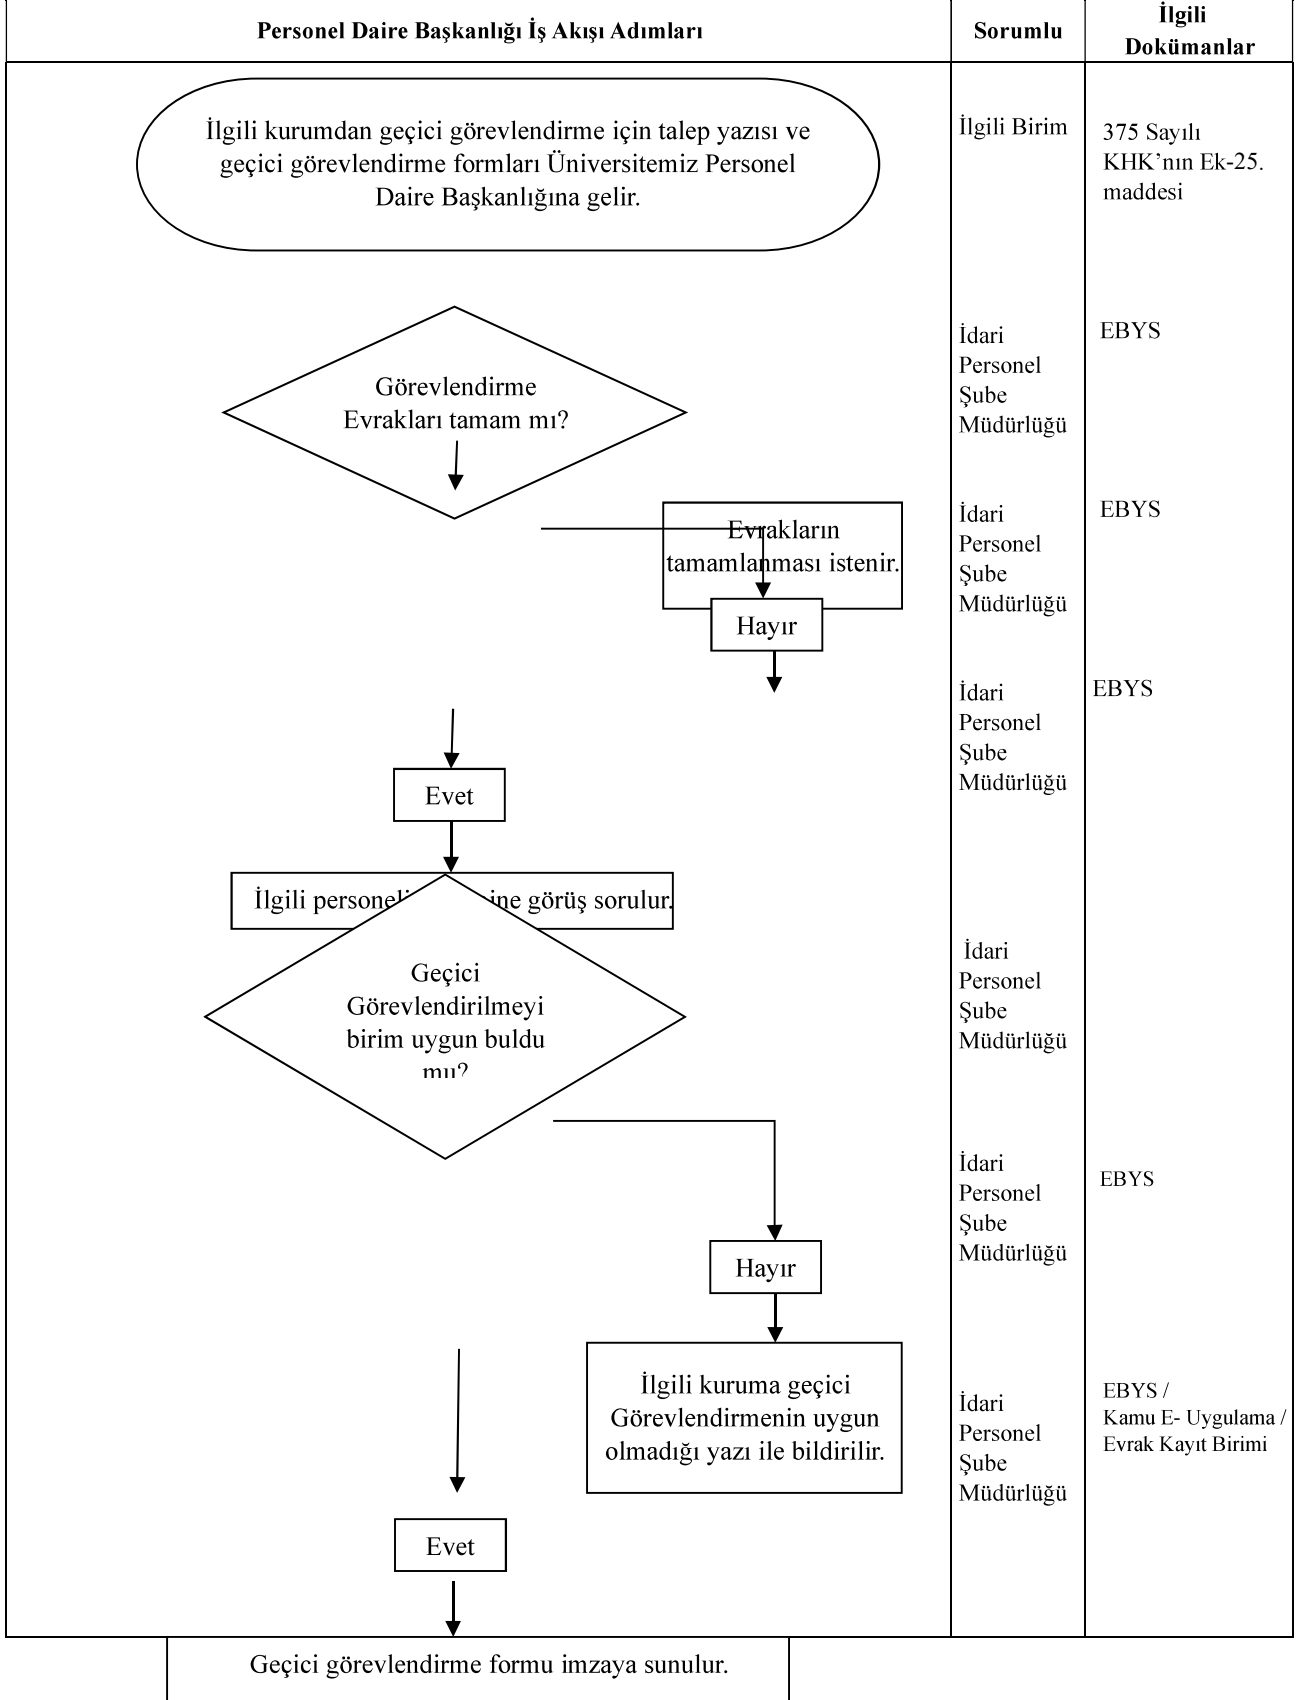 Personel Daire Başkanlığı İş Akışı Adımları
Sorumlu
İlgili
Dokümanlar
İlgili kurumdan geçici görevlendirme için talep yazısı ve
geçici görevlendirme formları Üniversitemiz Personel
Daire Başkanlığına gelir.
İlgili Birim
375 Sayılı
KHK’nın Ek-25.
maddesi
Görevlendirme
Evrakları tamam mı?
İdari
Personel
Şube
Müdürlüğü
EBYS
Evrakların
tamamlanması istenir.
Hayır
İdari
Personel
Şube
Müdürlüğü
EBYS
İdari
Personel
Şube
Müdürlüğü
EBYS
Evet
İlgili görüş sorulur.
Geçici
Görevlendirilmeyi
birim uygun buldu
mu?
İdari
Personel
Şube
Müdürlüğü
İdari
Personel
Şube
Müdürlüğü
EBYS
Hayır
İlgili kuruma geçici
Görevlendirmenin uygun
olmadığı yazı ile bildirilir.
İdari
Personel
Şube
Müdürlüğü
EBYS /
Kamu E- Uygulama /
Evrak Kayıt Birimi
Evet
Geçici görevlendirme formu imzaya sunulur.